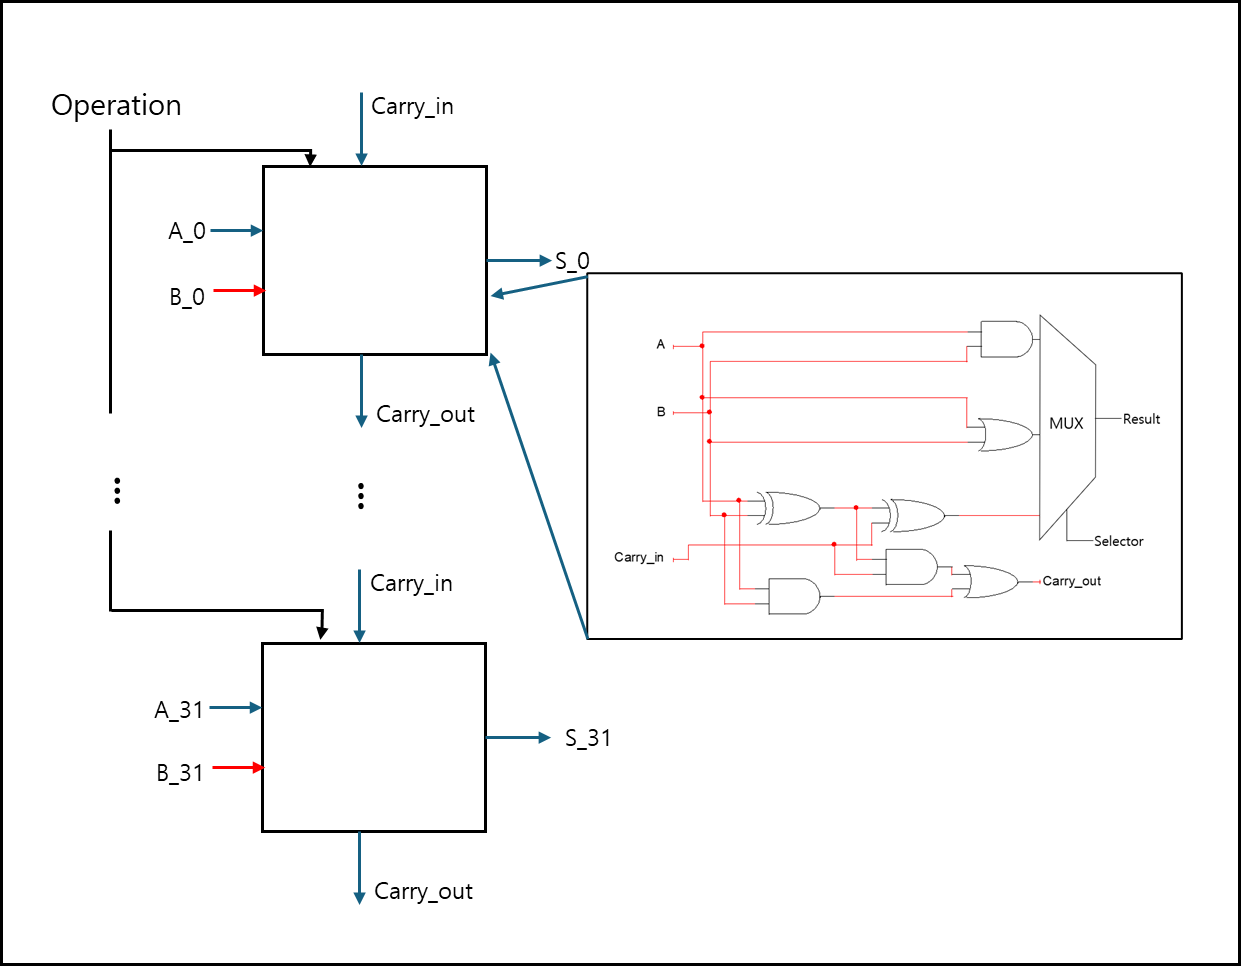 Operation
Carry_in
A_0
B_0
S_0
Carry_out
A
B
MUX
Result
Selector
Carry_in
Carry_out
Carry_in
A_31
B_31
S_31
Carry_out